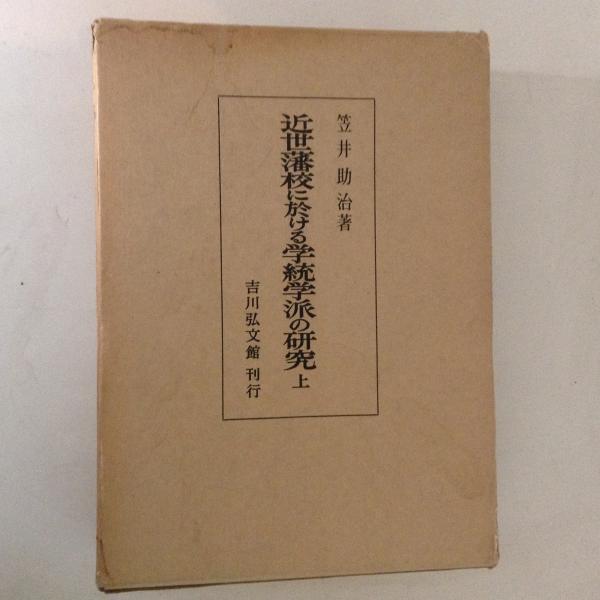 笠井助治著
近世藩校に於ける学統学派の研究 上
吉川弘文館 刊行